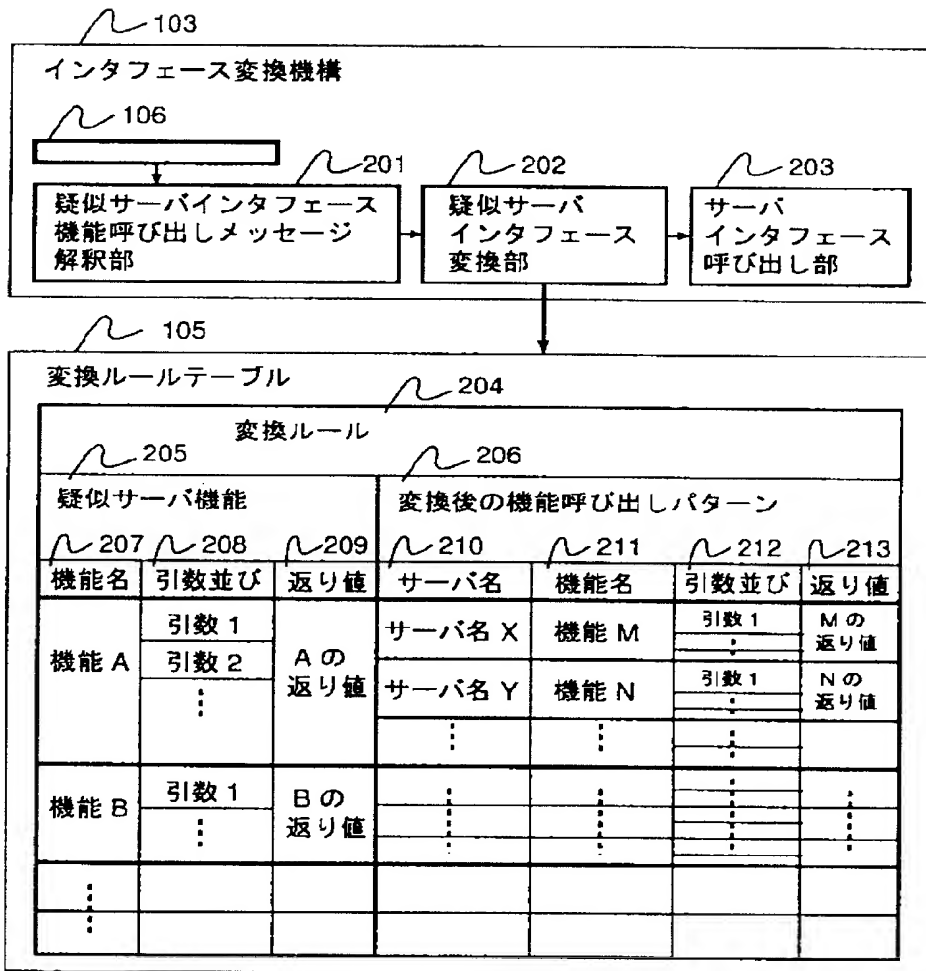 103
インタフェース変換機構
106
201
202
203
疑似サーバインタフェース
機能呼び出しメッセージ
解釈部
疑似サーバ
インタフェース
変換部
サーバ
インタフェース
呼び出し部
105
変換ルールテーブル
204
変換ルール
205
206
疑似サーバ機能
変換後の機能呼び出しパターン
207
208
209
210
211
212
213
機能名
引数並び
返り値
サーバ名
機能名
引数並び
返り値
機能 A
引数 1
引数 2
A の
返り値
サーバ名 X
機能 M
引数 1
M の
返り値
サーバ名 Y
機能 N
引数 1
N の
返り値
機能 B
引数 1
B の
返り値